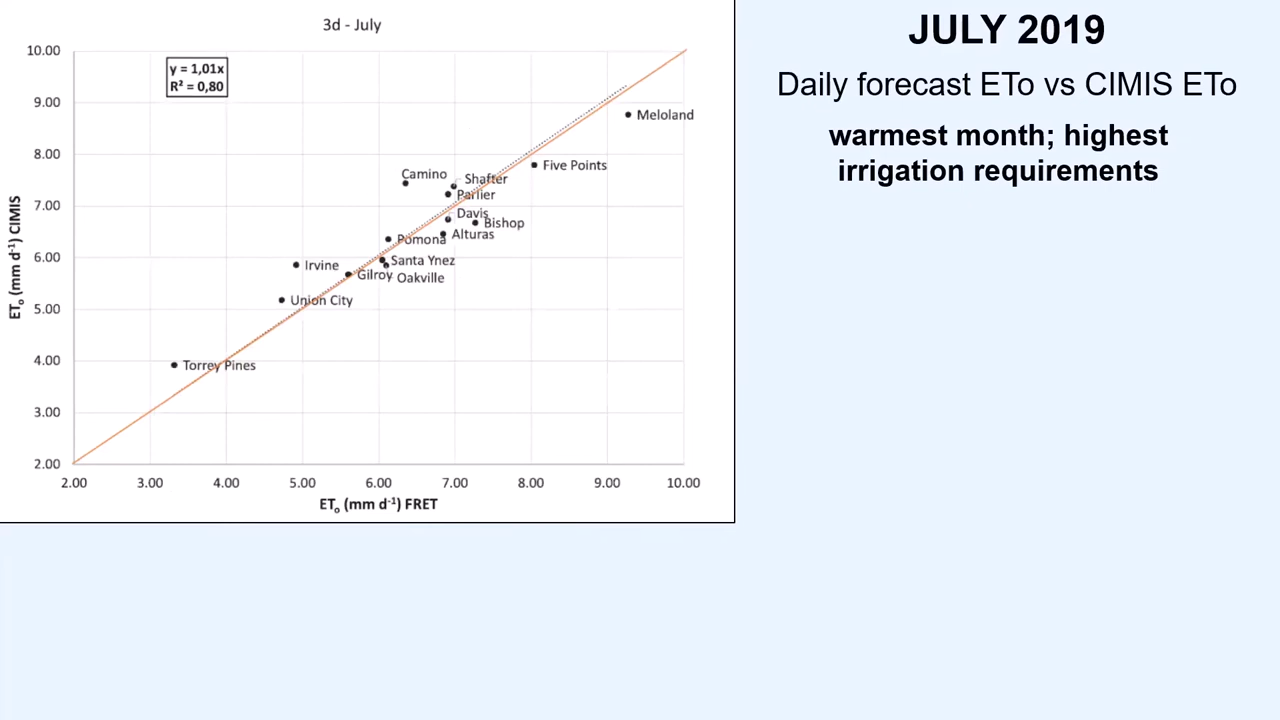 3d - July
y = 1,01x
R² = 0,80
10.00
9.00
8.00
7.00
6.00
5.00
4.00
3.00
2.00
ETo (mm d-1) CIMIS
Meloland
Five Points
Camino
Shafter
Parlier
Davis
Bishop
Alturas
Pomona
Santa Ynez
Irvine
Gilroy
Oakville
Union City
Torrey Pines
2.00 3.00 4.00 5.00 6.00 7.00 8.00 9.00 10.00
ETo (mm d-1) FRET
JULY 2019
Daily forecast ETo vs CIMIS ETo
warmest month; highest
irrigation requirements